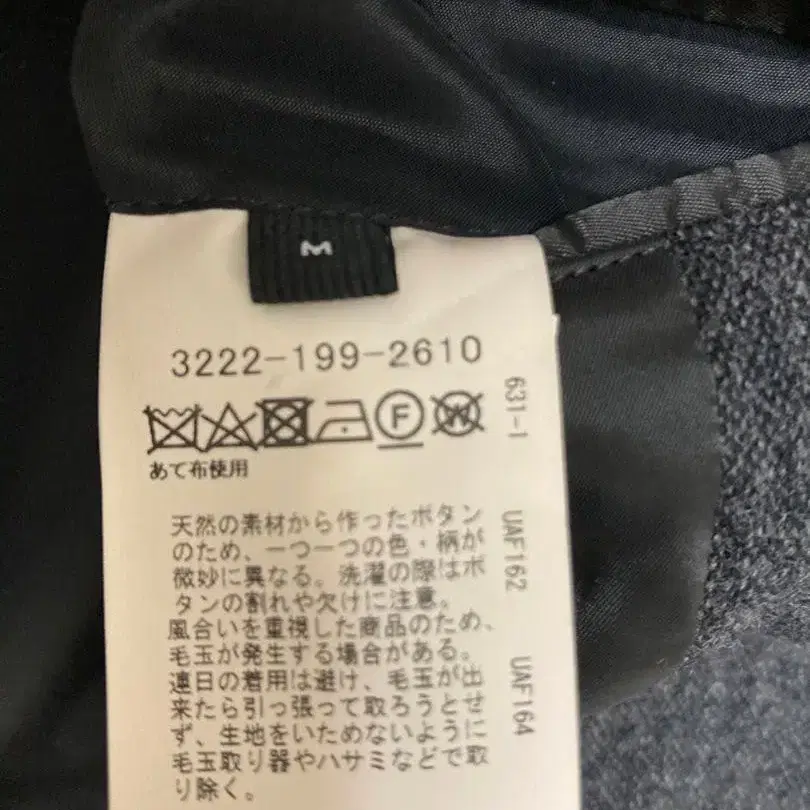 M
3222-199-2610
F
W
あて布使用
天然の素材から作ったボタン
のため、一つ一つの色・柄が
微妙に異なる。洗濯の際はボ
タンの割れや欠けに注意。
風合いを重視した商品のため、
毛玉が発生する場合がある。
連日の着用は避け、毛玉が出
来たら引っ張って取ろうとせ
ず、生地をいためないように
毛玉取り器やハサミなどで取
り除く。
631-1
UAF162
UAF164